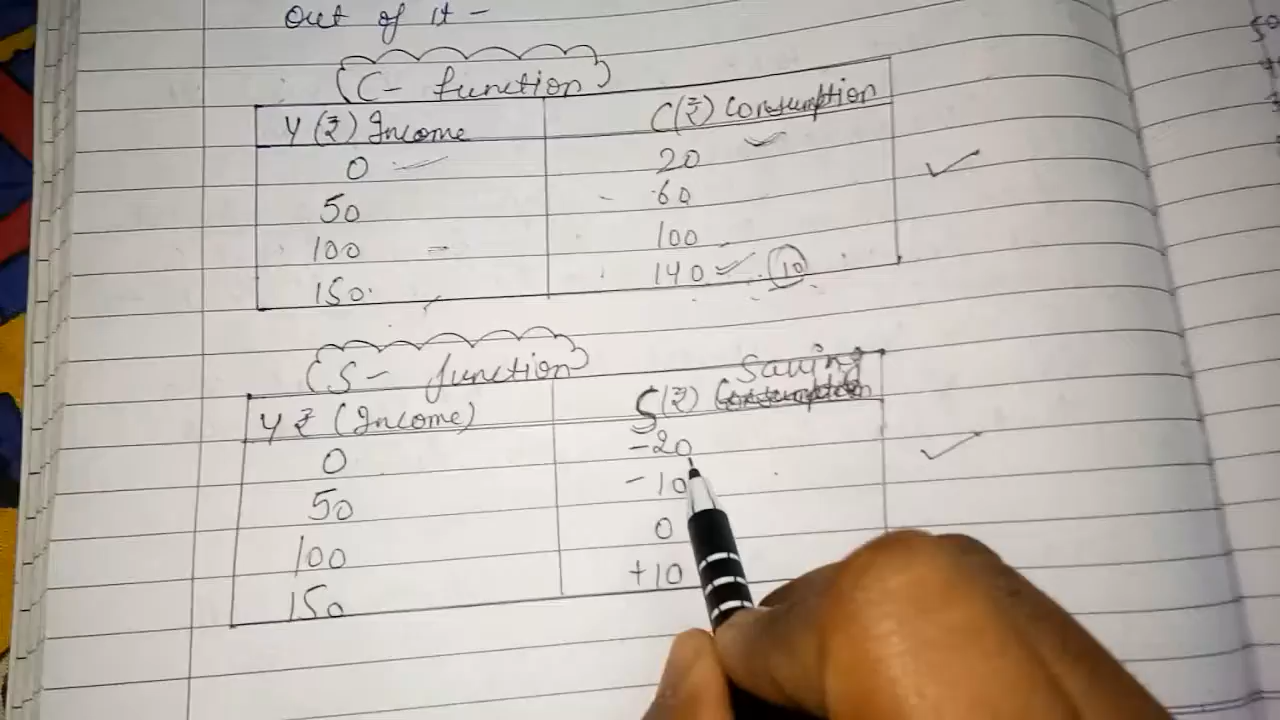 Out of it -
C - function
Y (₹) Income C(₹) Consumption
0 20
50 60
100 100
150 140 10
S - function
Saving
Y ₹ (Income) S(₹) Consumption
0 -20
50 -10
100 0
150 +10
50